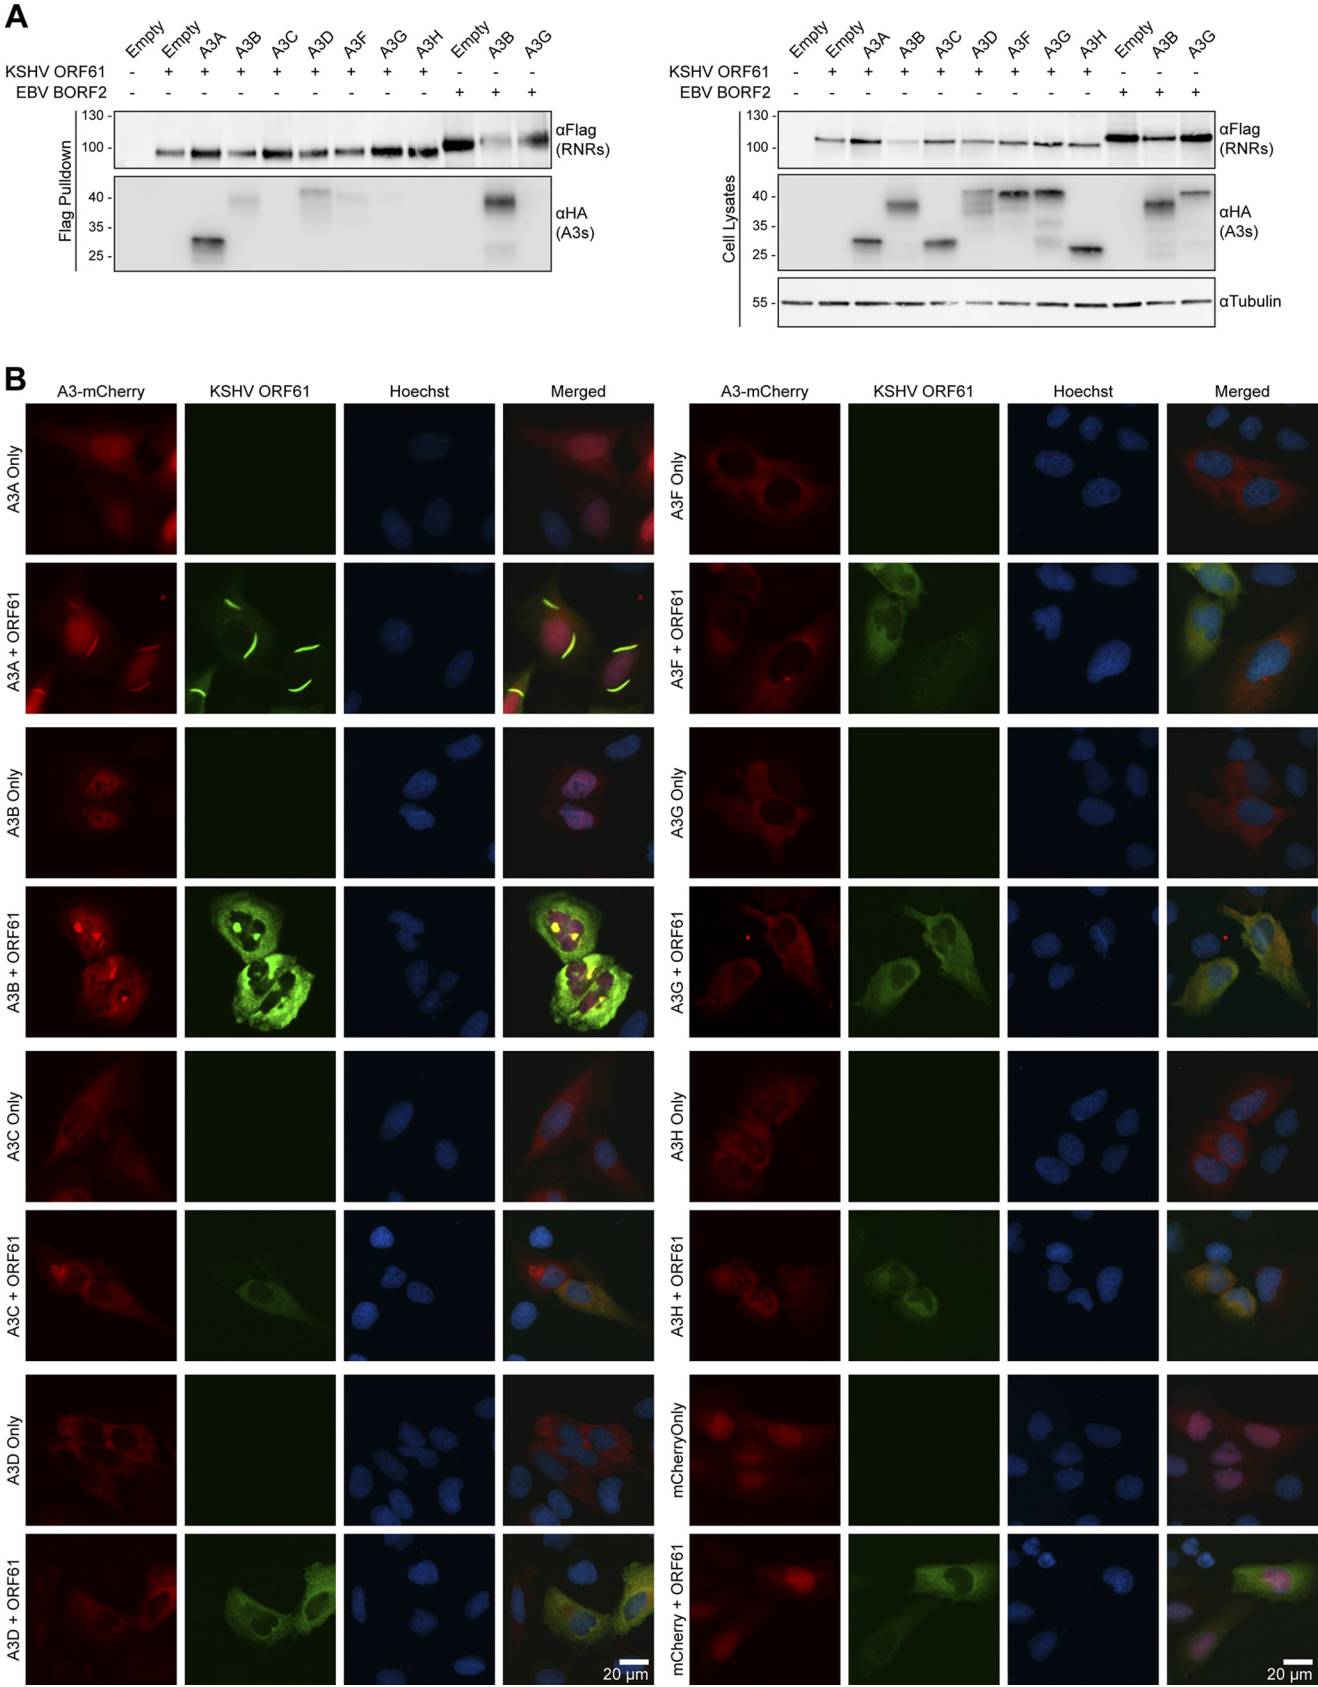 A
Empty Empty A3A A3B A3C A3D A3F A3G A3H Empty A3B A3G
KSHV ORF61 - + + + + + + + + - - -
EBV BORF2 - - - - - - - - - + + +
Flag Pulldown
130 -
100 -
αFlag
(RNRs)
40 -
35 -
25 -
αHA
(A3s)
Empty Empty A3A A3B A3C A3D A3F A3G A3H Empty A3B A3G
KSHV ORF61 - + + + + + + + + - - -
EBV BORF2 - - - - - - - - - + + +
Cell Lysates
130 -
100 -
αFlag
(RNRs)
40 -
35 -
25 -
αHA
(A3s)
55 -
αTubulin
B
A3-mCherry KSHV ORF61 Hoechst Merged
A3A Only
A3A + ORF61
A3B Only
A3B + ORF61
A3C Only
A3C + ORF61
A3D Only
A3D + ORF61
20 µm
A3-mCherry KSHV ORF61 Hoechst Merged
A3F Only
A3F + ORF61
A3G Only
A3G + ORF61
A3H Only
A3H + ORF61
mCherryOnly
mCherry + ORF61
20 µm